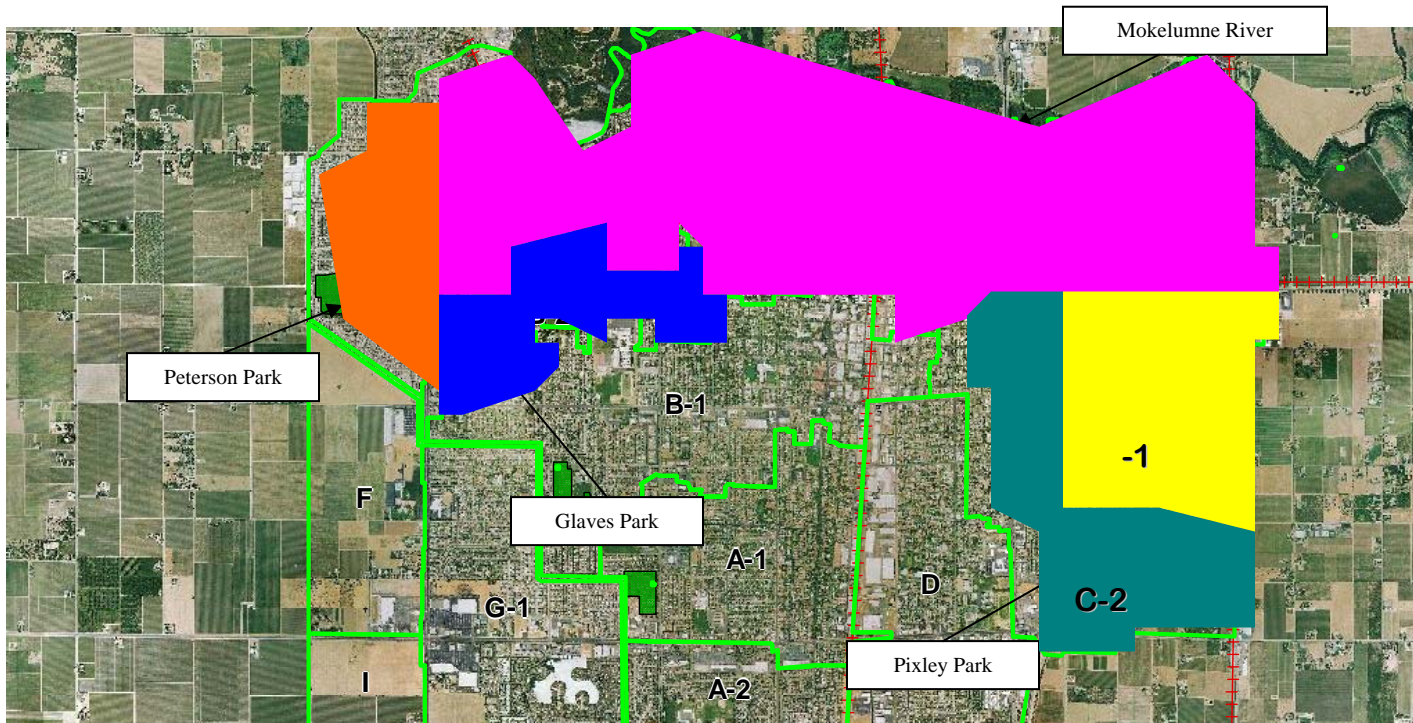 Mokelumne River
Peterson Park
B-1
-1
F
Glaves Park
A-1
D
G-1
C-2
Pixley Park
I
A-2